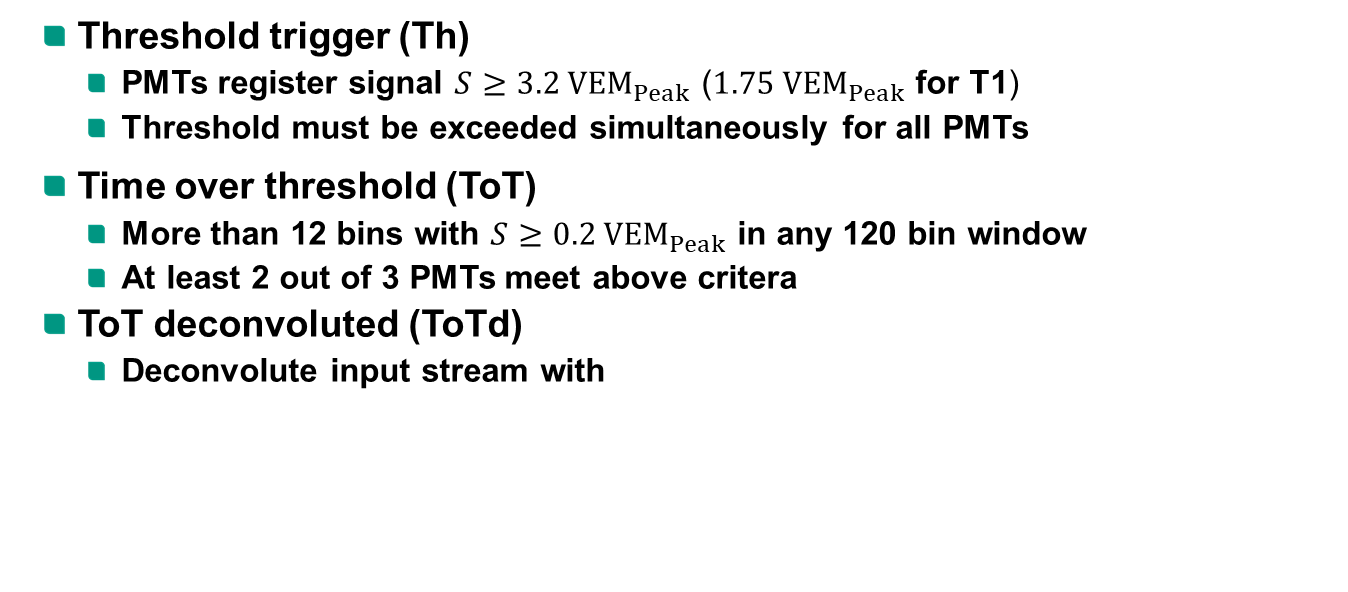 Threshold trigger (Th)
PMTs register signal S ≥ 3.2 VEM_Peak (1.75 VEM_Peak for T1)
Threshold must be exceeded simultaneously for all PMTs
Time over threshold (ToT)
More than 12 bins with S ≥ 0.2 VEM_Peak in any 120 bin window
At least 2 out of 3 PMTs meet above critera
ToT deconvoluted (ToTd)
Deconvolute input stream with